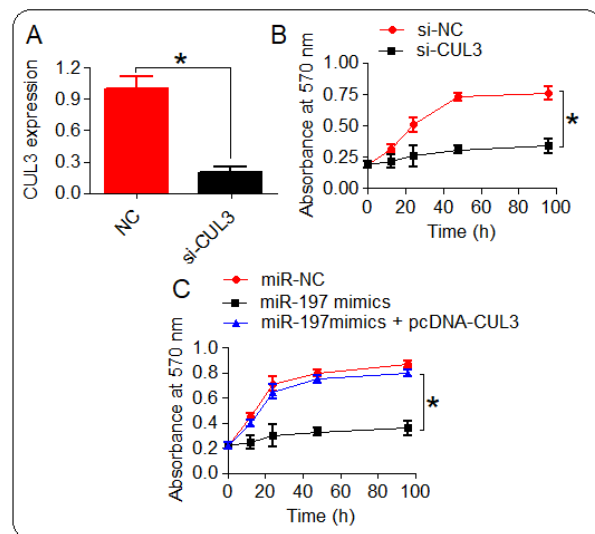 A
CUL3 expression
1.2
0.9
0.6
0.3
0.0
*
NC
si-CUL3
B
si-NC
si-CUL3
Absorbance at 570 nm
1.00
0.75
0.50
0.25
0.00
*
0 20 40 60 80 100
Time (h)
C
miR-NC
miR-197 mimics
miR-197mimics + pcDNA-CUL3
Absorbance at 570 nm
1.0
0.8
0.6
0.4
0.2
0.0
*
0 20 40 60 80 100
Time (h)